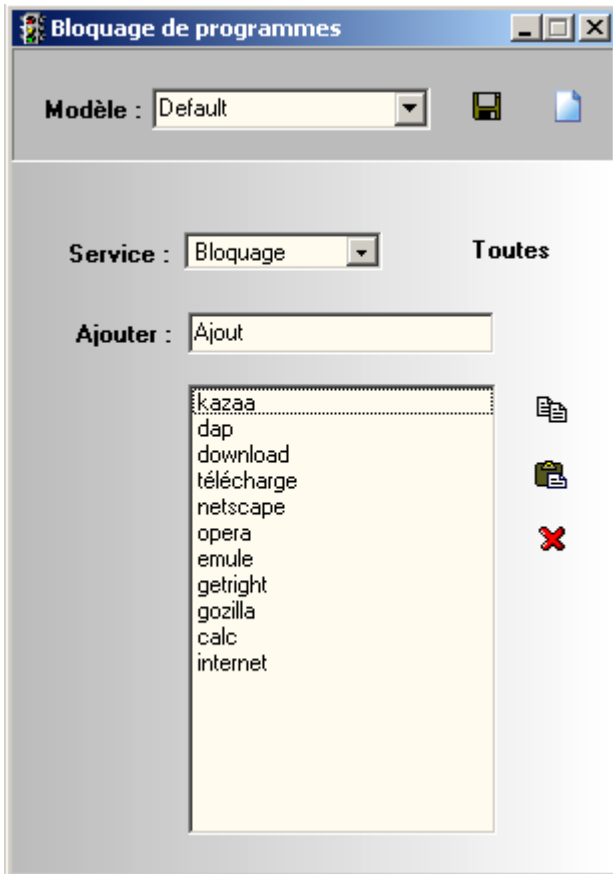 Bloquage de programmes
Modèle : Default
Service : Bloquage Toutes
Ajouter : Ajout
kazaa
dap
download
télécharge
netscape
opera
emule
getright
gozilla
calc
internet